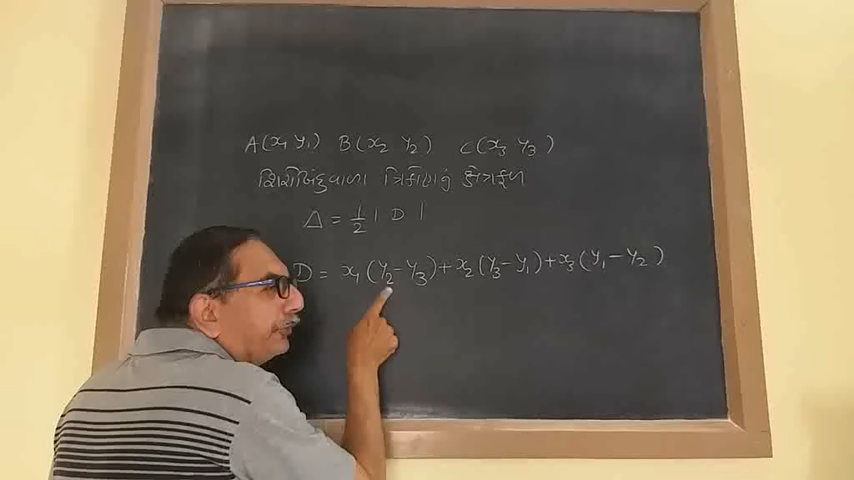 A(x₁ y₁) B(x₂ y₂) C(x₃ y₃)
શિરોબિંદુવાળા ત્રિકોણનું ક્ષેત્રફળ
Δ = 1/2 | D |
D = x₁(y₂-y₃)+x₂(y₃-y₁)+x₃(y₁-y₂)